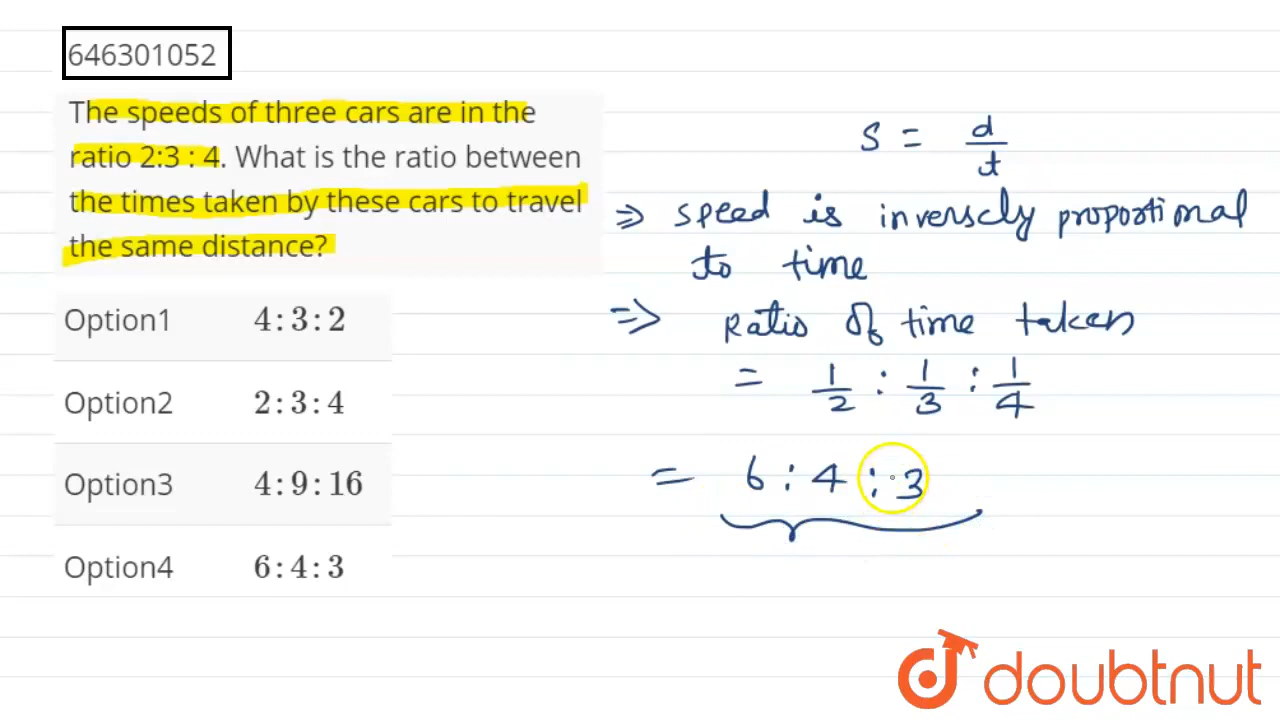 646301052
The speeds of three cars are in the
ratio 2:3 : 4. What is the ratio between
the times taken by these cars to travel
the same distance?
Option1 4 : 3 : 2
Option2 2 : 3 : 4
Option3 4 : 9 : 16
Option4 6 : 4 : 3
S = d/t
⇒ speed is inversely proportional
to time
⇒ Ratio of time taken
= 1/2 : 1/3 : 1/4
= 6 : 4 : 3
doubtnut